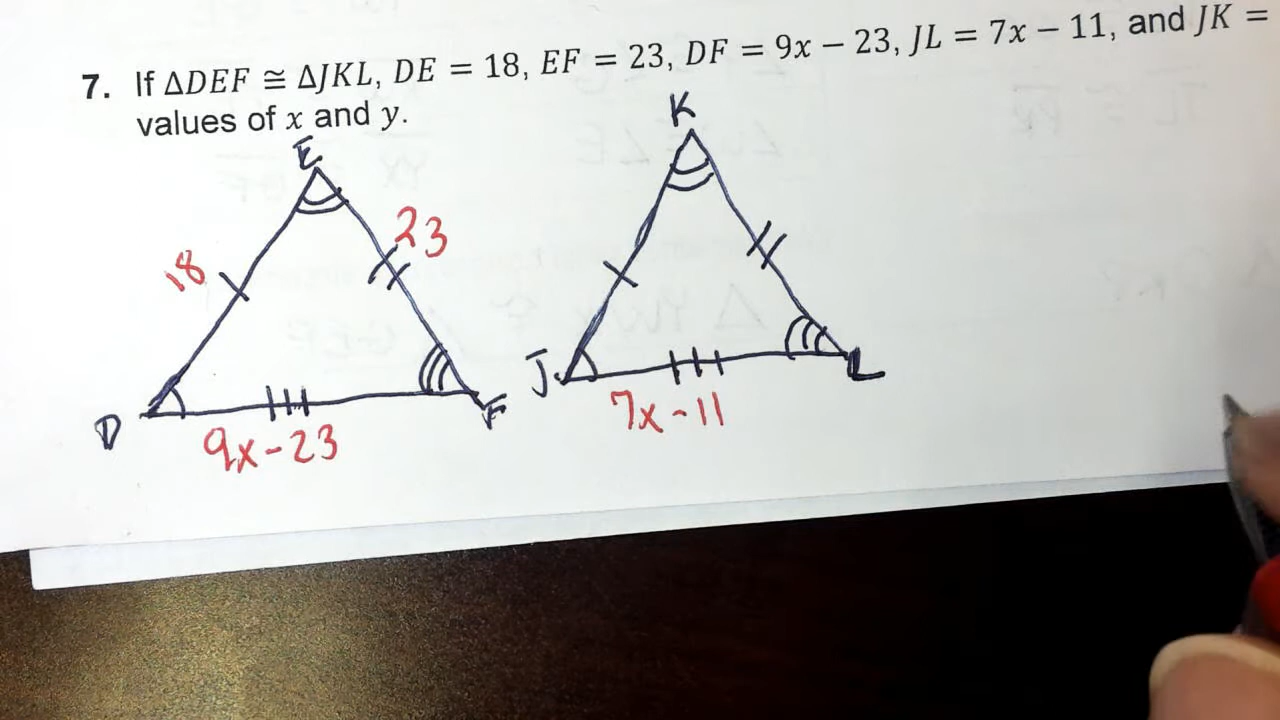 7. If ΔDEF ≅ ΔJKL, DE = 18, EF = 23, DF = 9x − 23, JL = 7x − 11, and JK =
values of x and y.
E
K
18
23
D
F
J
L
9x-23
7x-11